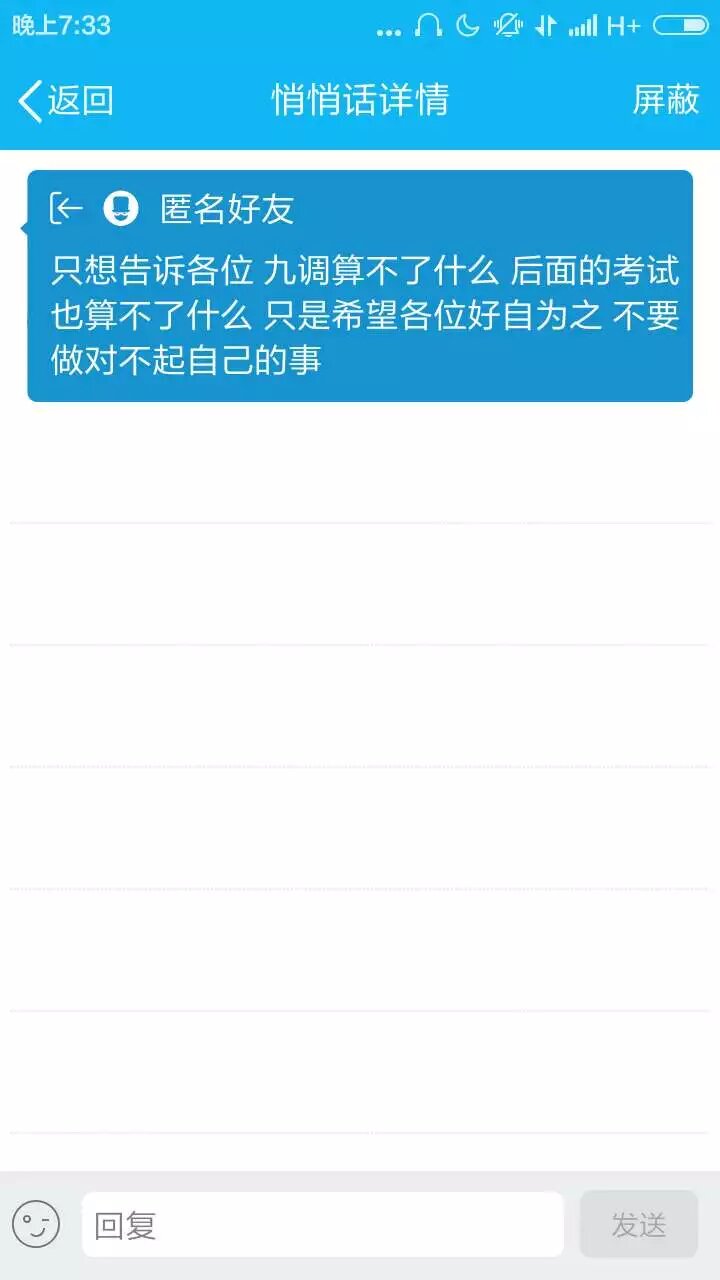 晚上7:33
H+
返回
悄悄话详情
屏蔽
匿名好友
只想告诉各位 九调算不了什么 后面的考试
也算不了什么 只是希望各位好自为之 不要
做对不起自己的事
回复
发送